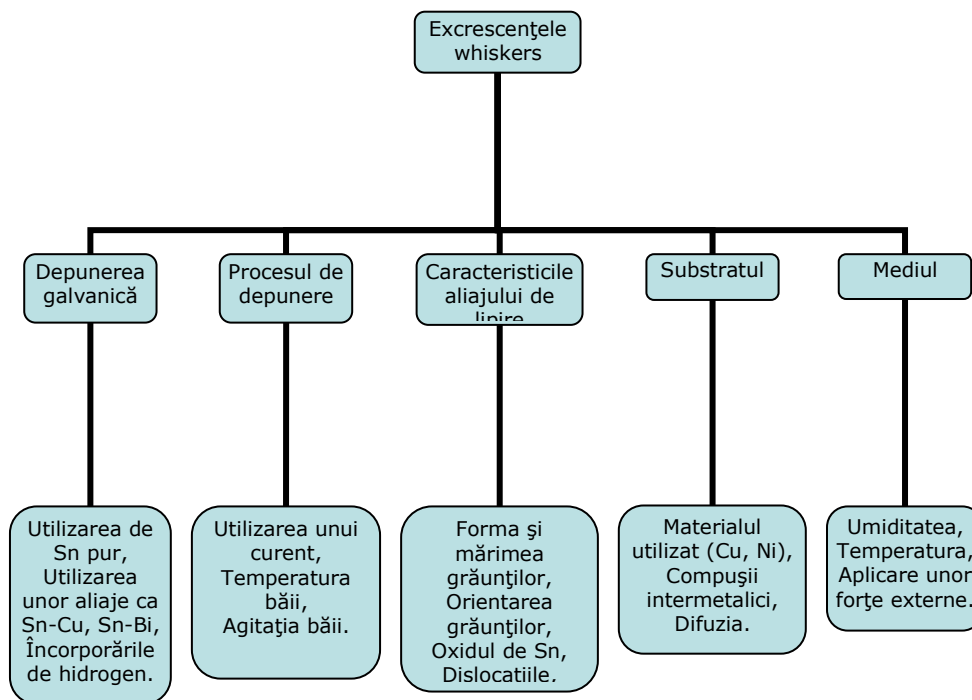 Excrescenţele
whiskers
Depunerea
galvanică
Procesul de
depunere
Caracteristicile
aliajului de
lipire
Substratul
Mediul
Utilizarea de
Sn pur,
Utilizarea
unor aliaje ca
Sn-Cu, Sn-Bi,
Încorporările
de hidrogen.
Utilizarea unui
curent,
Temperatura
băii,
Agitaţia băii.
Forma şi
mărimea
grăunţilor,
Orientarea
grăunţilor,
Oxidul de Sn,
Dislocatiile.
Materialul
utilizat (Cu, Ni),
Compuşii
intermetalici,
Difuzia.
Umiditatea,
Temperatura,
Aplicare unor
forţe externe.